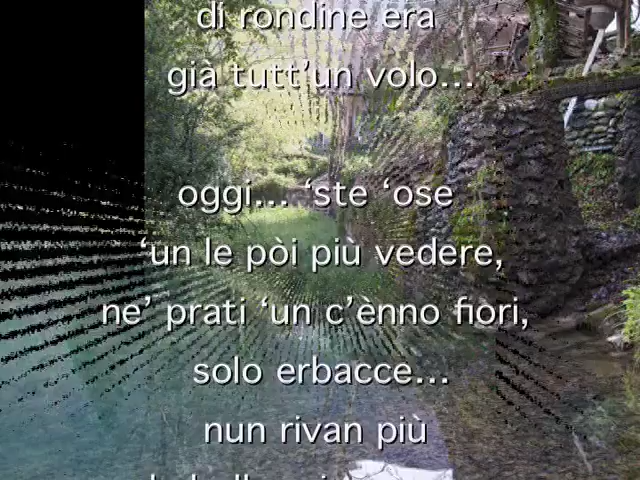 di rondine era
già tutt’un volo...
oggi... ‘ste ‘ose
‘un le pòi più vedere,
ne’ prati ‘un c’ènno fiori,
solo erbacce...
nun rivan più